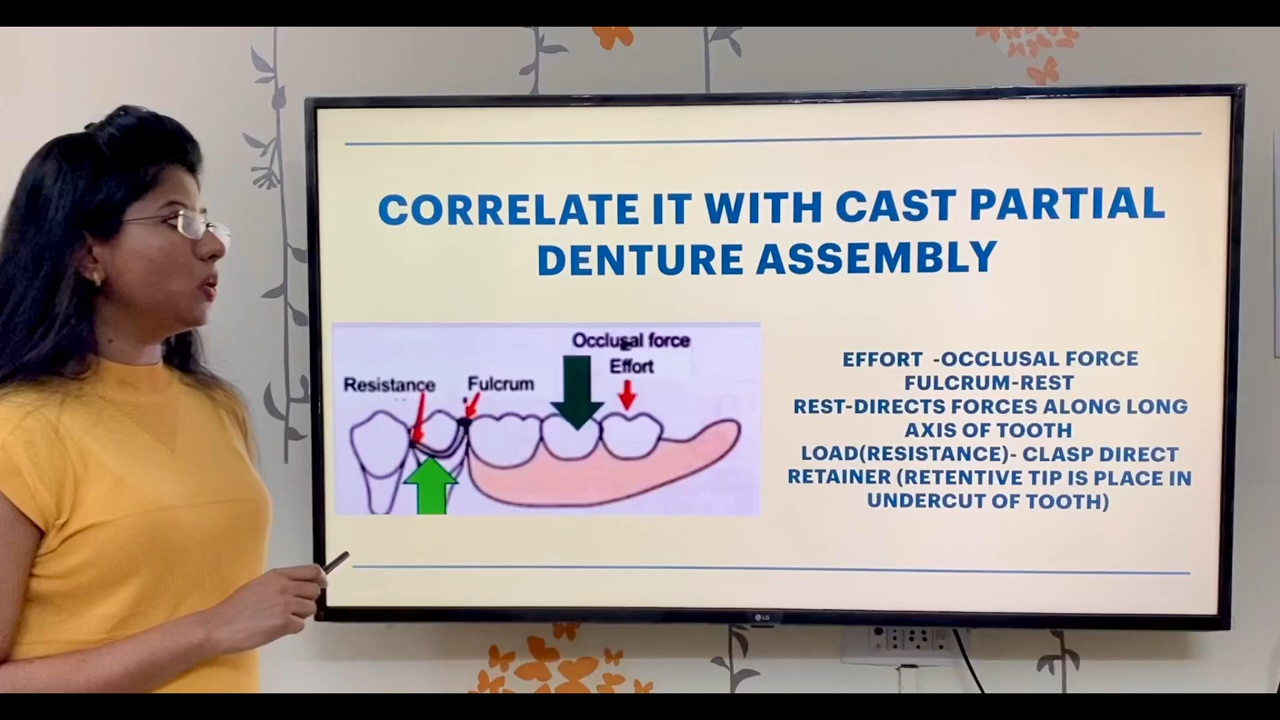 CORRELATE IT WITH CAST PARTIAL
DENTURE ASSEMBLY
Occlusal force
Effort
Resistance
Fulcrum
EFFORT -OCCLUSAL FORCE
FULCRUM-REST
REST-DIRECTS FORCES ALONG LONG
AXIS OF TOOTH
LOAD(RESISTANCE)- CLASP DIRECT
RETAINER (RETENTIVE TIP IS PLACE IN
UNDERCUT OF TOOTH)
LG